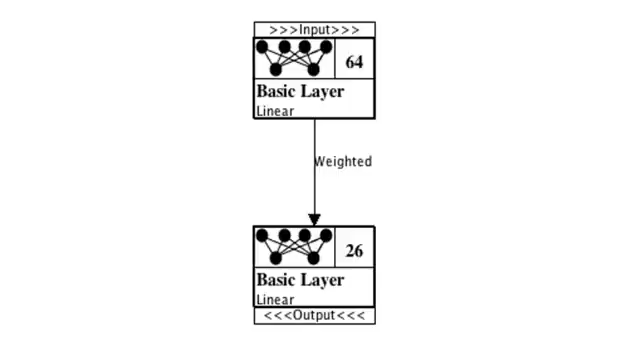 >>>Input>>>
64
Basic Layer
Linear
Weighted
26
Basic Layer
Linear
<<<Output<<<